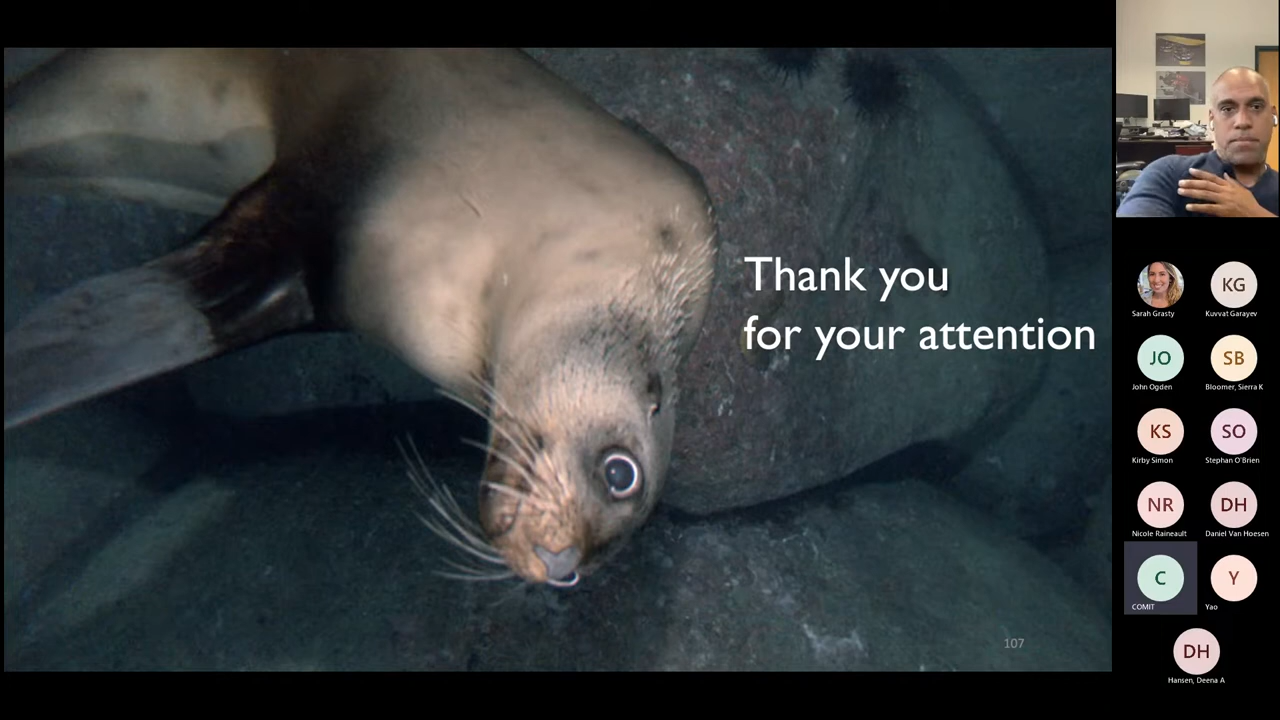 Thank you
for your attention
107
Sarah Grasty
KG
Kuvvat Garayev
JO
John Ogden
SB
Bloomer, Sierra K
KS
Kirby Simon
SO
Stephan O'Brien
NR
Nicole Raineault
DH
Daniel Van Hoesen
C
COMIT
Y
Yao
DH
Hansen, Deena A